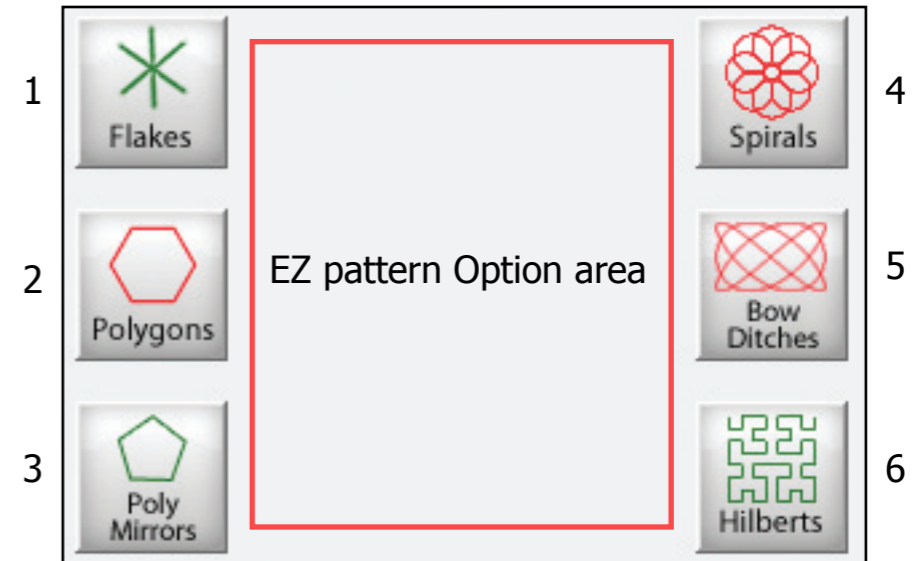 1
Flakes
2
Polygons
3
Poly
Mirrors
EZ pattern Option area
Spirals
4
Bow
Ditches
5
Hilberts
6